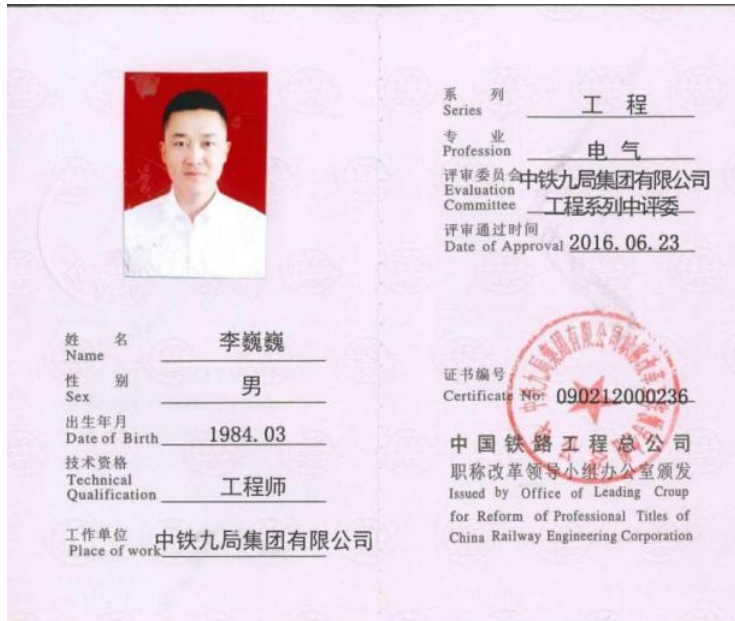 姓 名 李巍巍
Name
性 别 男
Sex
出生年月
Date of Birth 1984.03
技术资格
Technical 工程师
Qualification
工作单位 中铁九局集团有限公司
Place of work
系 列 工 程
Series
专 业
Profession 电 气
评审委员会 中铁九局集团有限公司
Evaluation
Committee 工程系列中评委
评审通过时间
Date of Approval 2016.06.23
证书编号
Certificate No: 090212000236
中国铁路工程总公司
职称改革领导小组办公室颁发
Issued by Office of Leading Croup
for Reform of Professional Titles of
China Railway Engineering Corporation